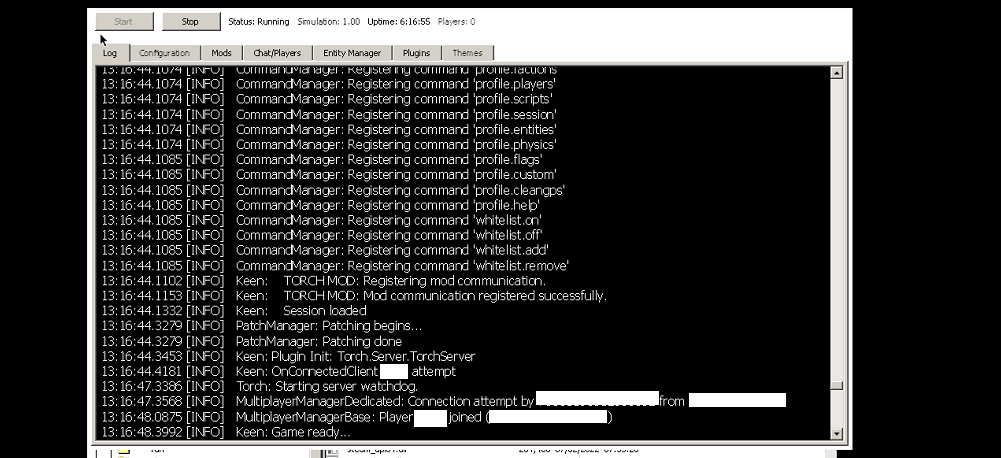 Start Stop Status: Running Simulation: 1.00 Uptime: 6:16:55 Players: 0
Log Configuration Mods Chat/Players Entity Manager Plugins Themes
13:16:44.1074 [INFO] CommandManager: Registering command 'profile.factions'
13:16:44.1074 [INFO] CommandManager: Registering command 'profile.players'
13:16:44.1074 [INFO] CommandManager: Registering command 'profile.scripts'
13:16:44.1074 [INFO] CommandManager: Registering command 'profile.session'
13:16:44.1074 [INFO] CommandManager: Registering command 'profile.entities'
13:16:44.1074 [INFO] CommandManager: Registering command 'profile.physics'
13:16:44.1085 [INFO] CommandManager: Registering command 'profile.flags'
13:16:44.1085 [INFO] CommandManager: Registering command 'profile.custom'
13:16:44.1085 [INFO] CommandManager: Registering command 'profile.cleangps'
13:16:44.1085 [INFO] CommandManager: Registering command 'profile.help'
13:16:44.1085 [INFO] CommandManager: Registering command 'whitelist.on'
13:16:44.1085 [INFO] CommandManager: Registering command 'whitelist.off'
13:16:44.1085 [INFO] CommandManager: Registering command 'whitelist.add'
13:16:44.1085 [INFO] CommandManager: Registering command 'whitelist.remove'
13:16:44.1102 [INFO] Keen: TORCH MOD: Registering mod communication.
13:16:44.1153 [INFO] Keen: TORCH MOD: Mod communication registered successfully.
13:16:44.1332 [INFO] Keen: Session loaded
13:16:44.3279 [INFO] PatchManager: Patching begins...
13:16:44.3279 [INFO] PatchManager: Patching done
13:16:44.3453 [INFO] Keen: Plugin Init: Torch.Server.TorchServer
13:16:44.4181 [INFO] Keen: OnConnectedClient attempt
13:16:47.3386 [INFO] Torch: Starting server watchdog.
13:16:47.3568 [INFO] MultiplayerManagerDedicated: Connection attempt by from
13:16:48.0875 [INFO] MultiplayerManagerBase: Player joined ( )
13:16:48.3992 [INFO] Keen: Game ready...